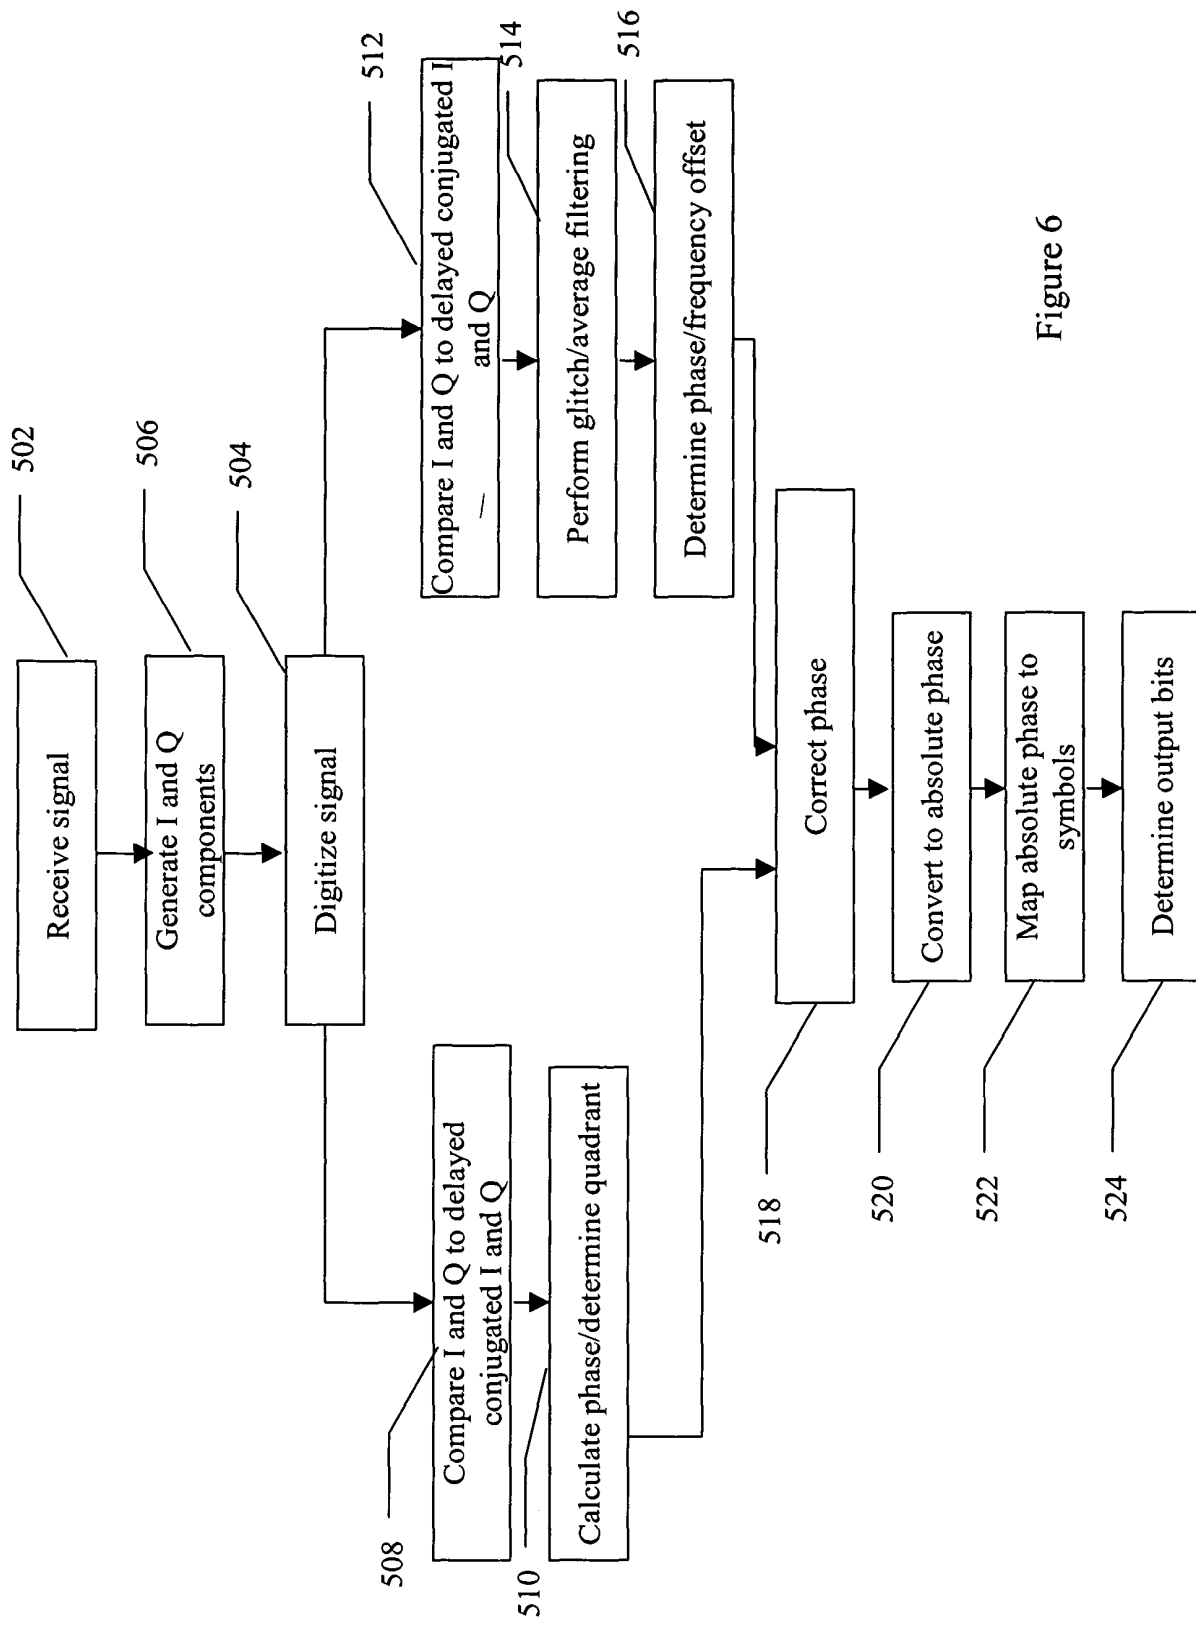 502
Receive signal
506
Generate I and Q
components
504
Digitize signal
508
Compare I and Q to delayed
conjugated I and Q
510
Calculate phase/determine quadrant
512
Compare I and Q to delayed conjugated I
and Q
514
Perform glitch/average filtering
516
Determine phase/frequency offset
518
Correct phase
520
Convert to absolute phase
522
Map absolute phase to
symbols
524
Determine output bits
Figure 6